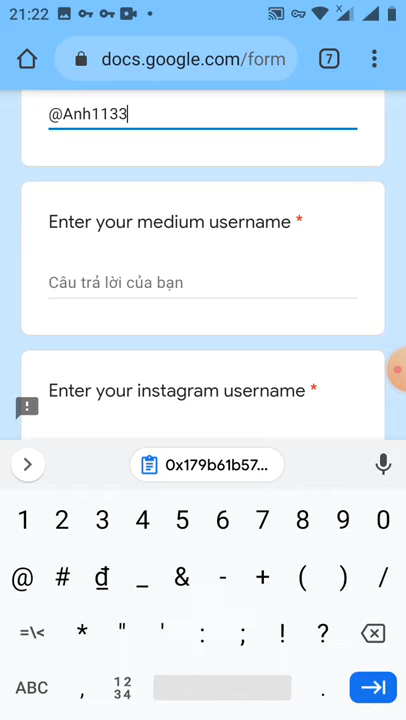 21:22
docs.google.com/form
7
@Anh1133
Enter your medium username *
Câu trả lời của bạn
Enter your instagram username *
0x179b61b57...
1 2 3 4 5 6 7 8 9 0
@ # đ _ & - + ( ) /
=\< * " ' : ; ! ? 
ABC , 12 34 .